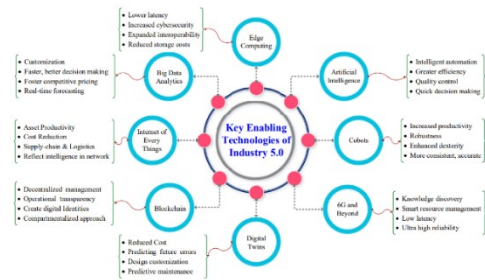 Lower latency
Increased cybersecurity
Expanded interoperability
Reduced storage costs
Edge
Computing
Customization
Faster, better decision making
Foster competitive pricing
Real-time forecasting
Big Data
Analytics
Artificial
Intelligence
Intelligent automation
Greater efficiency
Quality control
Quick decision making
Asset Productivity
Cost Reduction
Supply-chain & Logistics
Reflect intelligence in network
Internet of
Every
Things
Key Enabling
Technologies of
Industry 5.0
Cobots
Increased productivity
Robustness
Enhanced dexterity
More consistent, accurate
Decentralized management
Operational transparency
Create digital Identities
Compartmentalized approach
Blockchain
6G and
Beyond
Knowledge discovery
Smart resource management
Low latency
Ultra high reliability
Reduced Cost
Predicting future errors
Design customization
Predictive maintenance
Digital
Twins